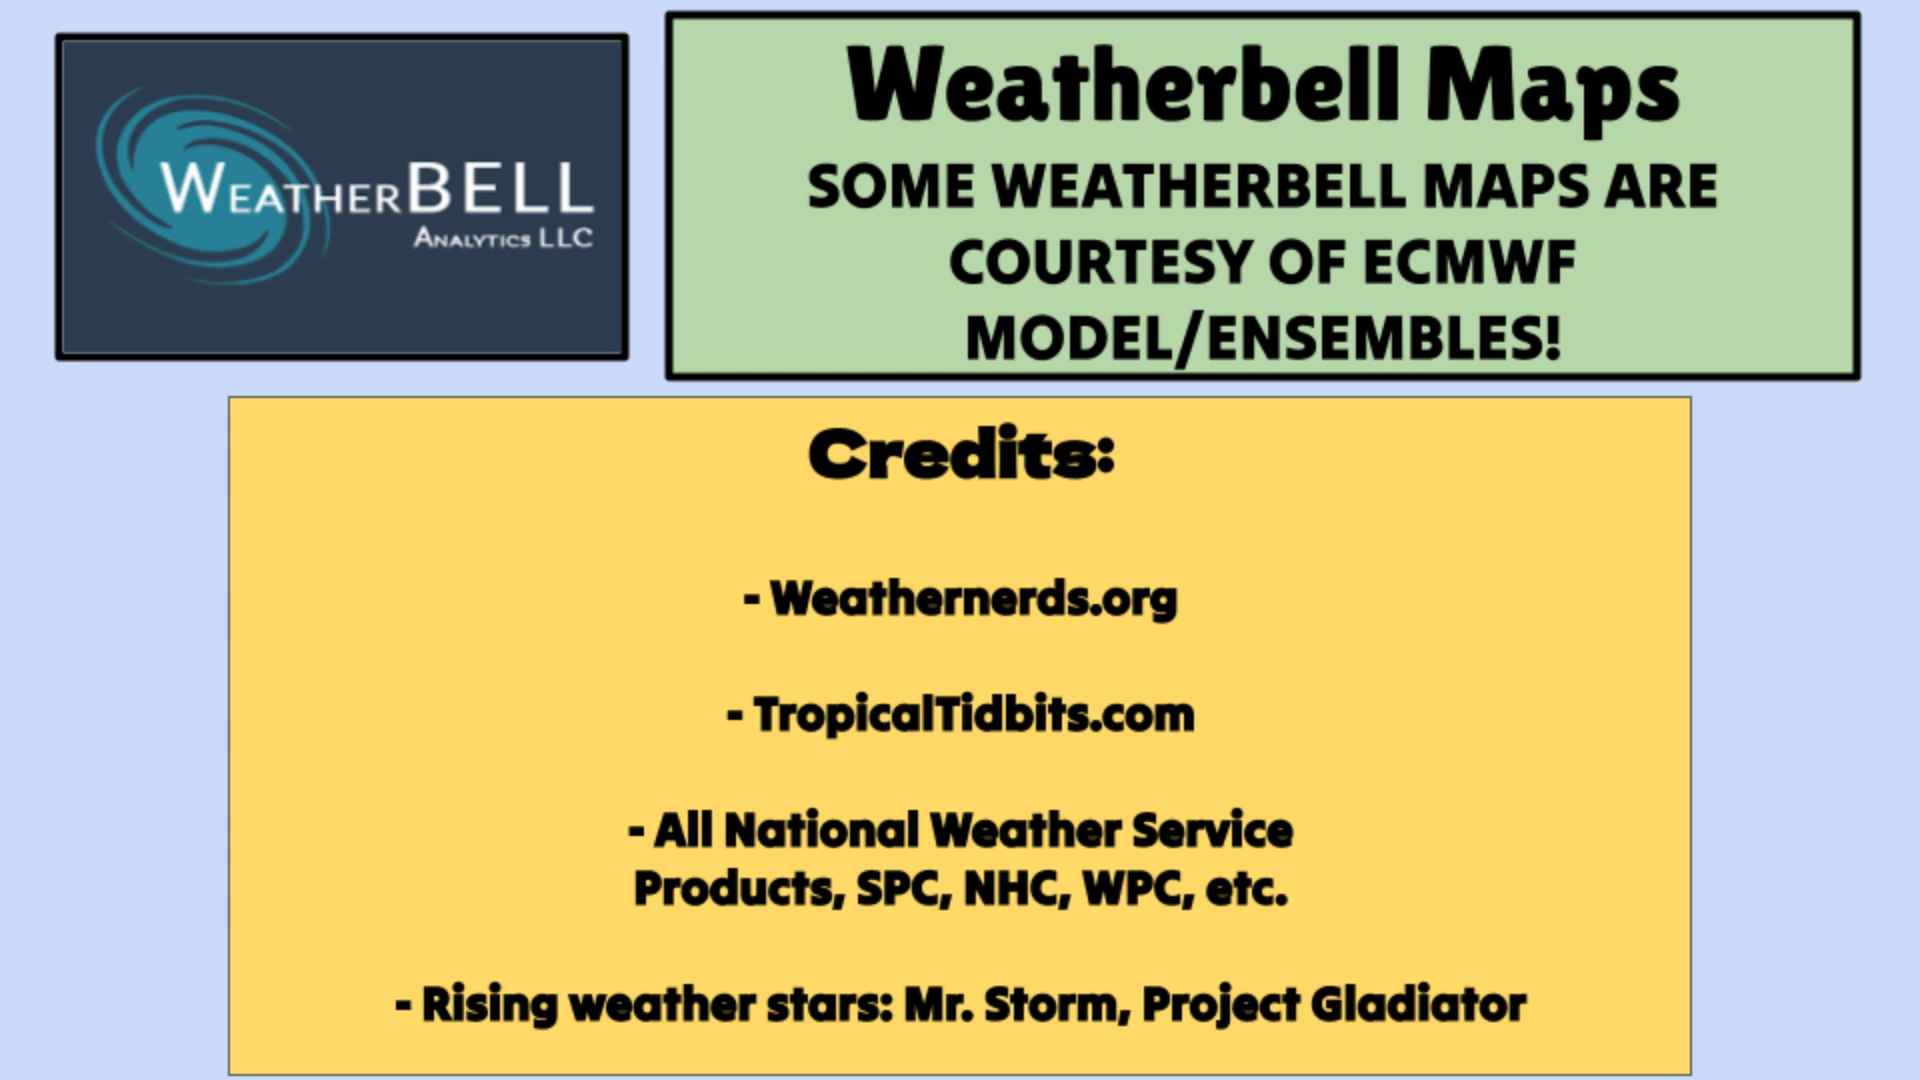 WEATHERBELL
ANALYTICS LLC
Weatherbell Maps
SOME WEATHERBELL MAPS ARE
COURTESY OF ECMWF
MODEL/ENSEMBLES!
Credits:
- Weathernerds.org
- TropicalTidbits.com
- All National Weather Service
Products, SPC, NHC, WPC, etc.
- Rising weather stars: Mr. Storm, Project Gladiator